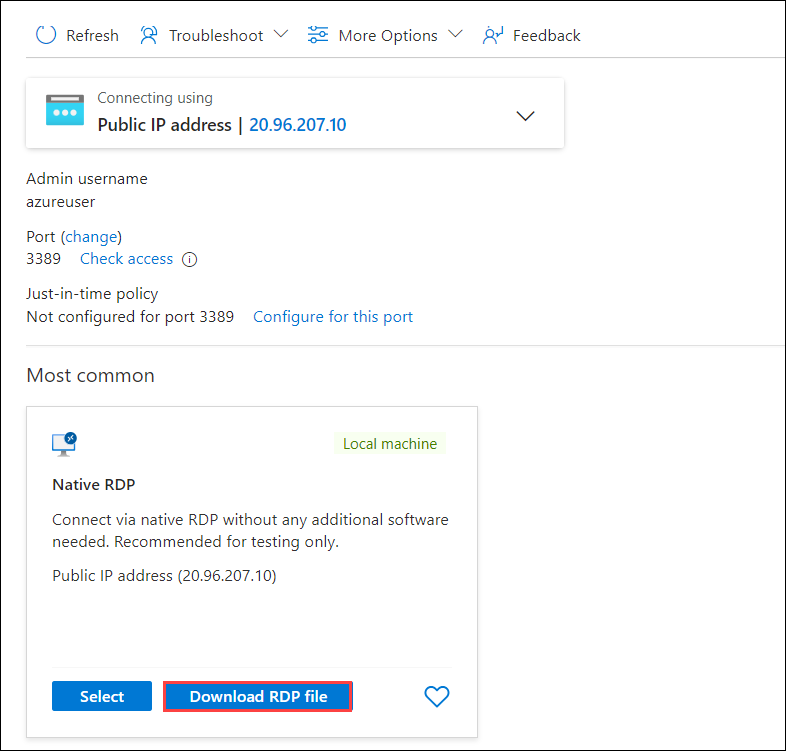 Refresh Troubleshoot More Options Feedback
Connecting using
Public IP address | 20.96.207.10
Admin username
azureuser
Port (change)
3389 Check access
Just-in-time policy
Not configured for port 3389 Configure for this port
Most common
Local machine
Native RDP
Connect via native RDP without any additional software
needed. Recommended for testing only.
Public IP address (20.96.207.10)
Select Download RDP file